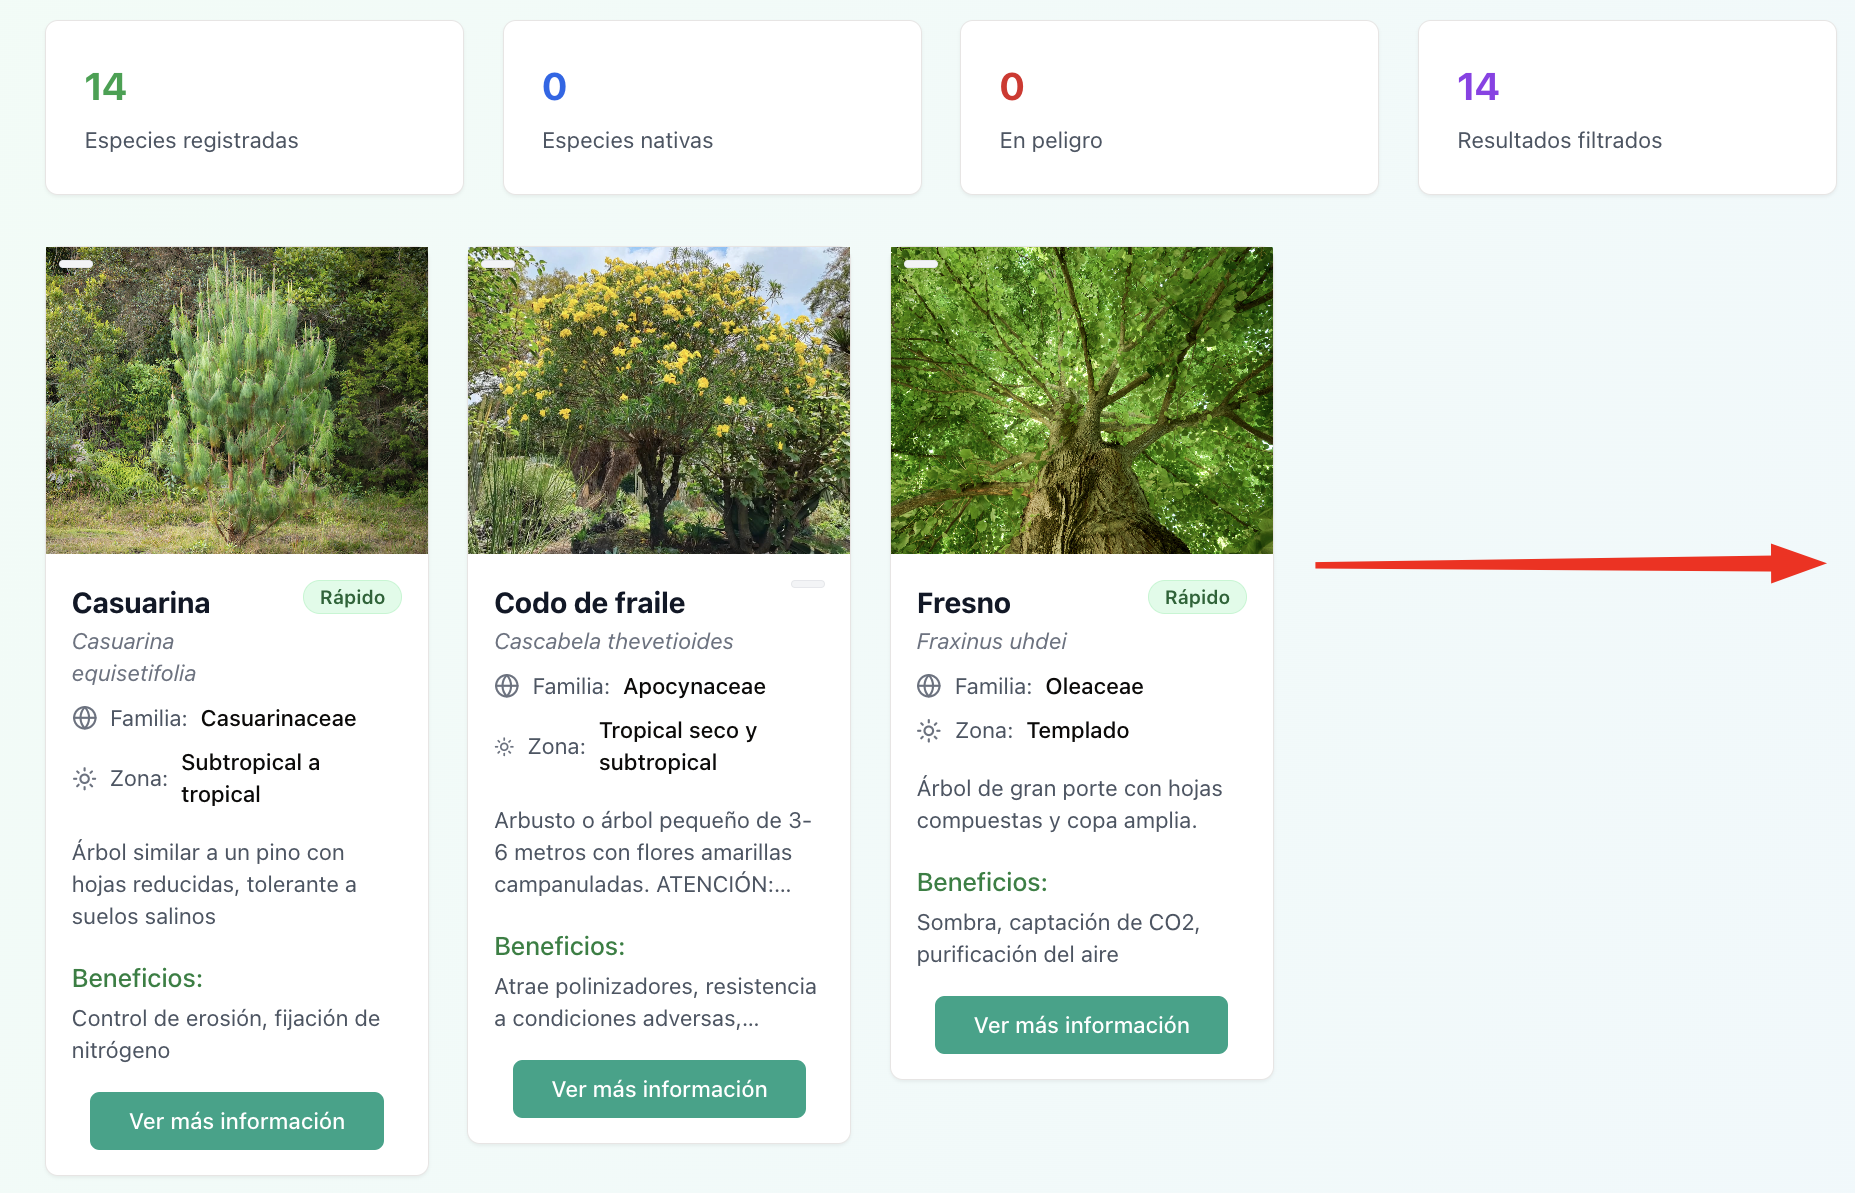 14
Especies registradas
0
Especies nativas
0
En peligro
14
Resultados filtrados
Casuarina
Rápido
Casuarina
equisetifolia
Familia: Casuarinaceae
Zona: Subtropical a
tropical
Árbol similar a un pino con
hojas reducidas, tolerante a
suelos salinos
Beneficios:
Control de erosión, fijación de
nitrógeno
Ver más información
Codo de fraile
Cascabela thevetioides
Familia: Apocynaceae
Zona: Tropical seco y
subtropical
Arbusto o árbol pequeño de 3-
6 metros con flores amarillas
campanuladas. ATENCIÓN:...
Beneficios:
Atrae polinizadores, resistencia
a condiciones adversas,...
Ver más información
Fresno
Rápido
Fraxinus uhdei
Familia: Oleaceae
Zona: Templado
Árbol de gran porte con hojas
compuestas y copa amplia.
Beneficios:
Sombra, captación de CO2,
purificación del aire
Ver más información